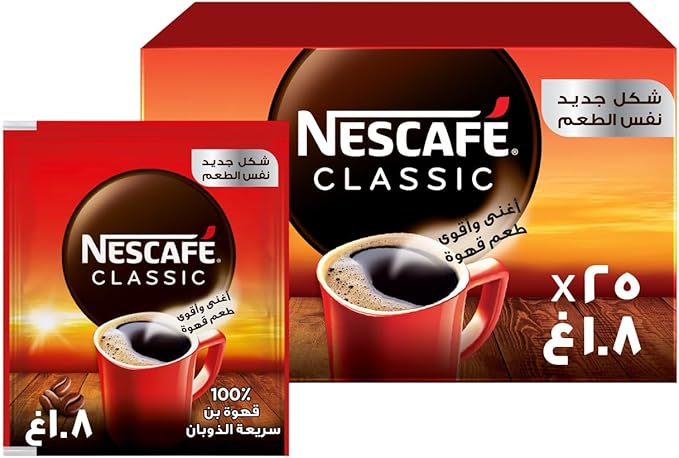 NESCAFÉ®
CLASSIC
شكل جديد
نفس الطعم
أغنى وأقوى
طعم قهوة
x٢٥
١.٨غ
شكل جديد
نفس الطعم
NESCAFÉ®
CLASSIC
أغنى وأقوى
طعم قهوة
100٪
قهوة بن
سريعة الذوبان
١.٨غ